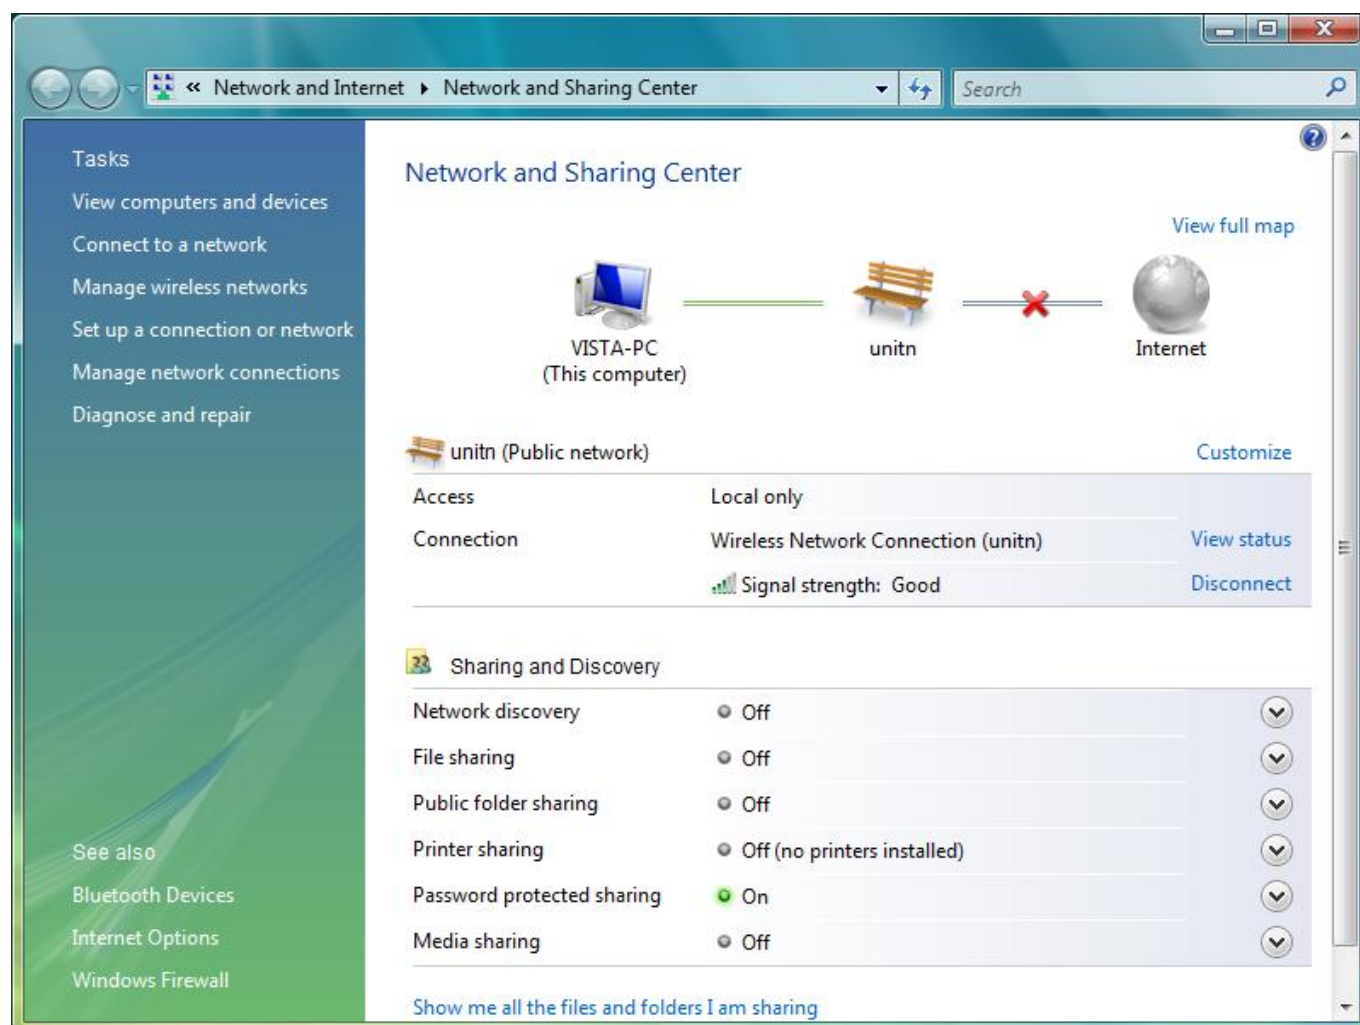 « Network and Internet ▸ Network and Sharing Center
Search
Tasks
View computers and devices
Connect to a network
Manage wireless networks
Set up a connection or network
Manage network connections
Diagnose and repair
See also
Bluetooth Devices
Internet Options
Windows Firewall
Network and Sharing Center
View full map
VISTA-PC
(This computer)
unitn
Internet
unitn (Public network) Customize
Access Local only
Connection Wireless Network Connection (unitn) View status
Signal strength: Good Disconnect
Sharing and Discovery
Network discovery Off
File sharing Off
Public folder sharing Off
Printer sharing Off (no printers installed)
Password protected sharing On
Media sharing Off
Show me all the files and folders I am sharing